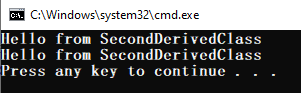 C:\Windows\system32\cmd.exe
Hello from SecondDerivedClass
Hello from SecondDerivedClass
Press any key to continue . . .